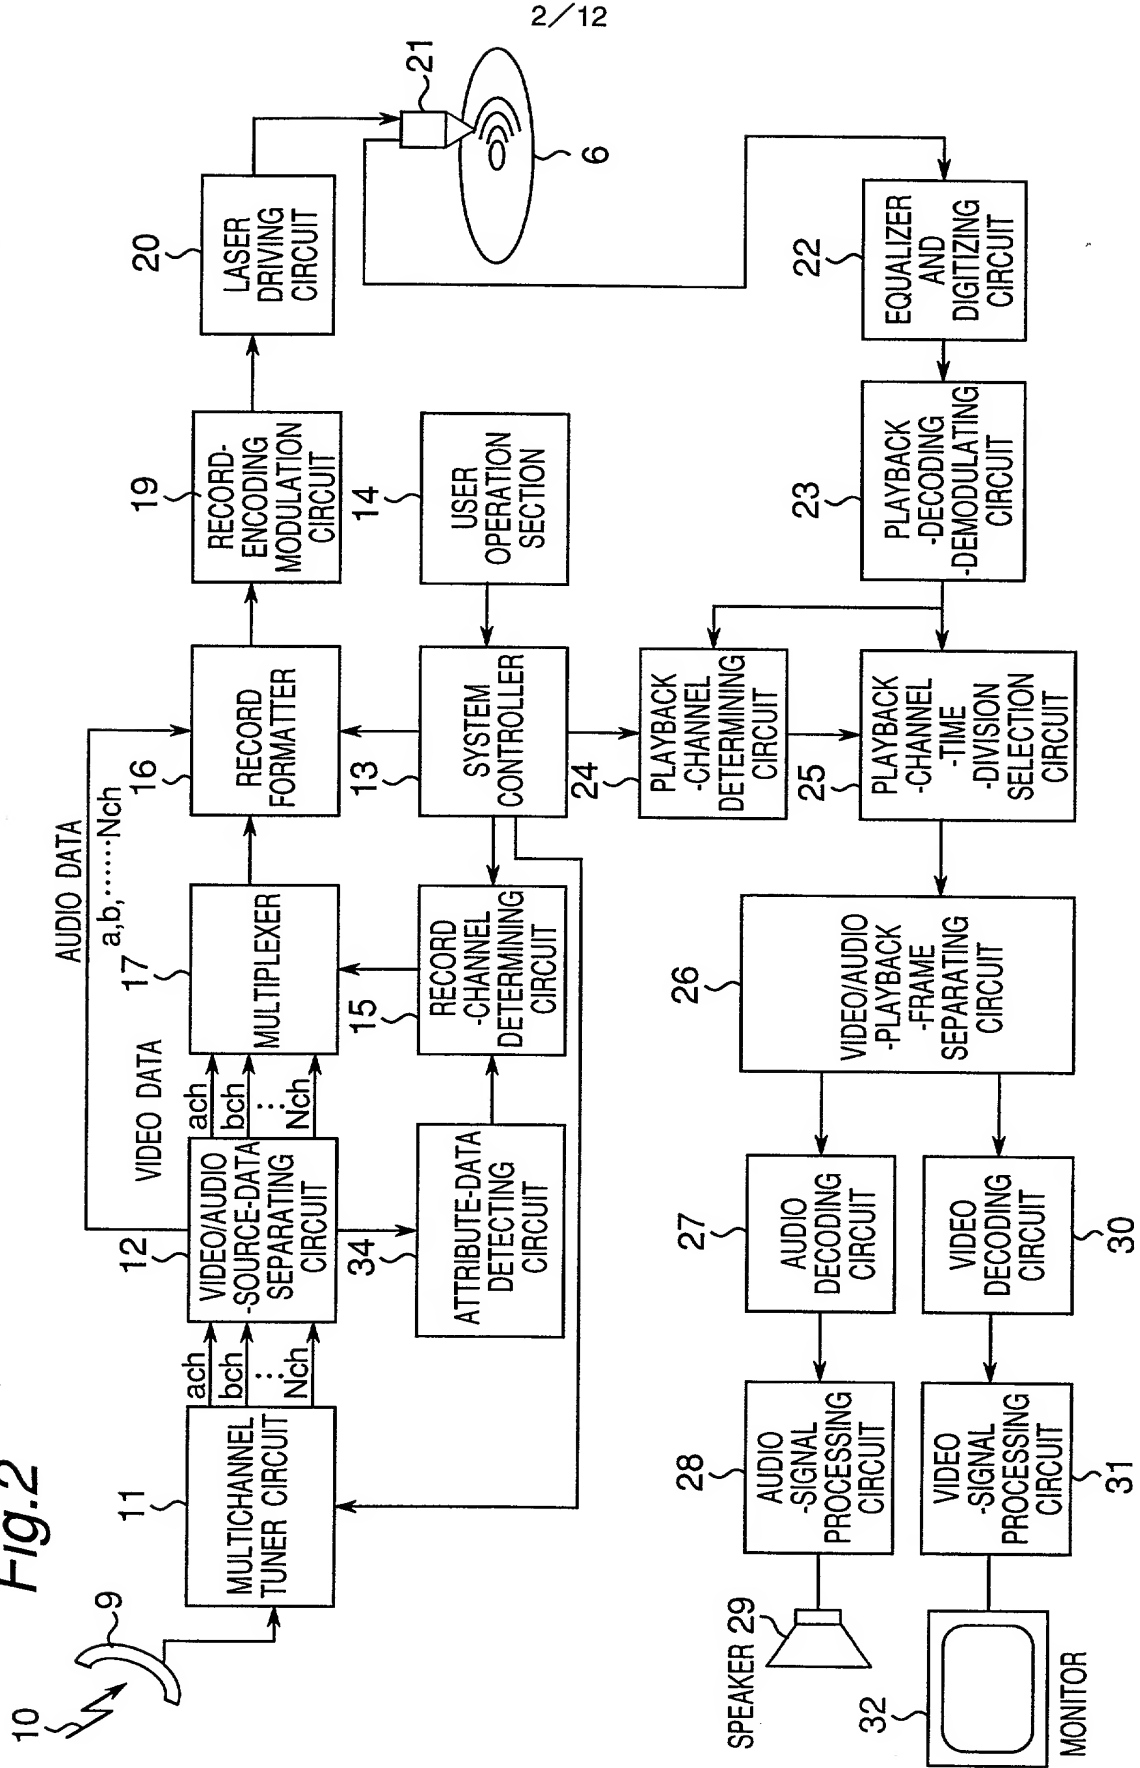 2/12
Fig.2
10
9
11
MULTICHANNEL
TUNER CIRCUIT
ach
bch
⋮
Nch
12
VIDEO/AUDIO
-SOURCE-DATA
SEPARATING
CIRCUIT
VIDEO DATA
ach
bch
⋮
Nch
AUDIO DATA
a,b,......Nch
17
MULTIPLEXER
16
RECORD
FORMATTER
19
RECORD-
ENCODING
MODULATION
CIRCUIT
20
LASER
DRIVING
CIRCUIT
21
6
34
ATTRIBUTE-DATA
DETECTING
CIRCUIT
15
RECORD
-CHANNEL
DETERMINING
CIRCUIT
13
SYSTEM
CONTROLLER
14
USER
OPERATION
SECTION
24
PLAYBACK
-CHANNEL
DETERMINING
CIRCUIT
22
EQUALIZER
AND
DIGITIZING
CIRCUIT
23
PLAYBACK
-DECODING
-DEMODULATING
CIRCUIT
25
PLAYBACK
-CHANNEL
-TIME
-DIVISION
SELECTION
CIRCUIT
26
VIDEO/AUDIO
-PLAYBACK
-FRAME
SEPARATING
CIRCUIT
27
AUDIO
DECODING
CIRCUIT
28
AUDIO
-SIGNAL
PROCESSING
CIRCUIT
SPEAKER 29
VIDEO
DECODING
CIRCUIT
30
VIDEO
-SIGNAL
PROCESSING
CIRCUIT
31
32
MONITOR